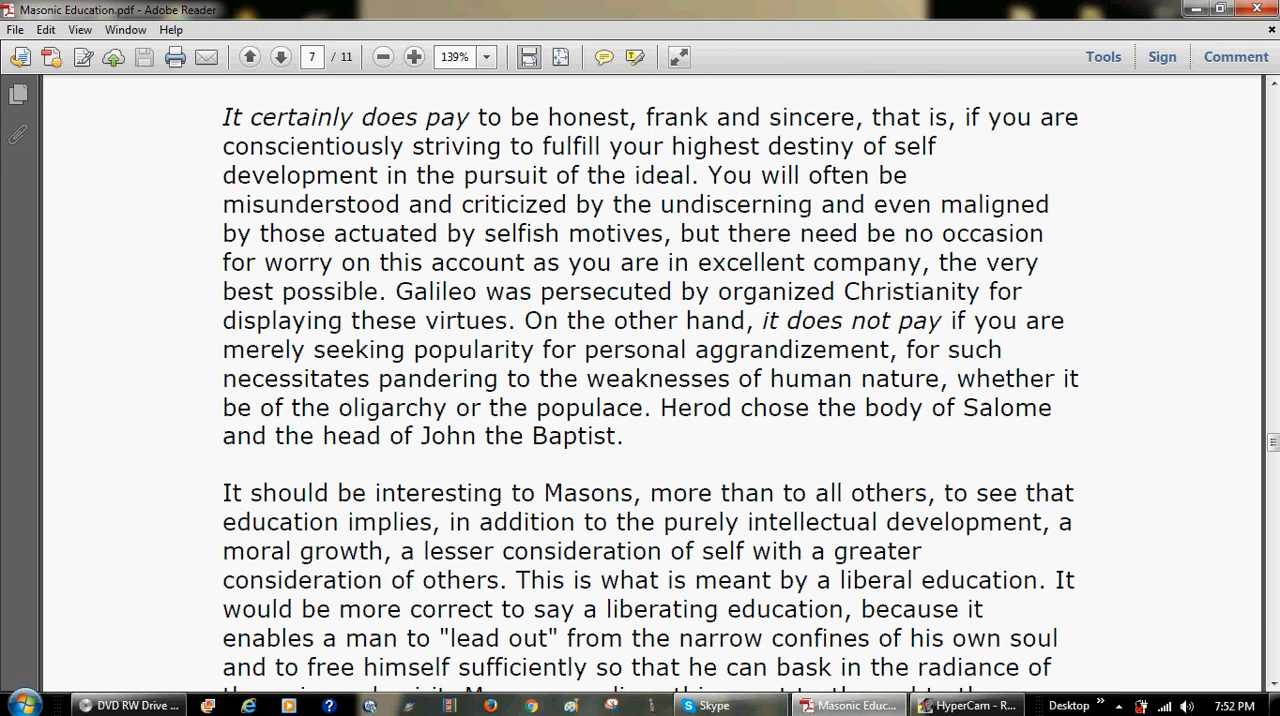 Masonic Education.pdf - Adobe Reader
File Edit View Window Help
7 / 11 139% Tools Sign Comment
It certainly does pay to be honest, frank and sincere, that is, if you are
conscientiously striving to fulfill your highest destiny of self
development in the pursuit of the ideal. You will often be
misunderstood and criticized by the undiscerning and even maligned
by those actuated by selfish motives, but there need be no occasion
for worry on this account as you are in excellent company, the very
best possible. Galileo was persecuted by organized Christianity for
displaying these virtues. On the other hand, it does not pay if you are
merely seeking popularity for personal aggrandizement, for such
necessitates pandering to the weaknesses of human nature, whether it
be of the oligarchy or the populace. Herod chose the body of Salome
and the head of John the Baptist.
It should be interesting to Masons, more than to all others, to see that
education implies, in addition to the purely intellectual development, a
moral growth, a lesser consideration of self with a greater
consideration of others. This is what is meant by a liberal education. It
would be more correct to say a liberating education, because it
enables a man to "lead out" from the narrow confines of his own soul
and to free himself sufficiently so that he can bask in the radiance of
DVD RW Drive ... Skype Masonic Educ... HyperCam - R... Desktop » 7:52 PM